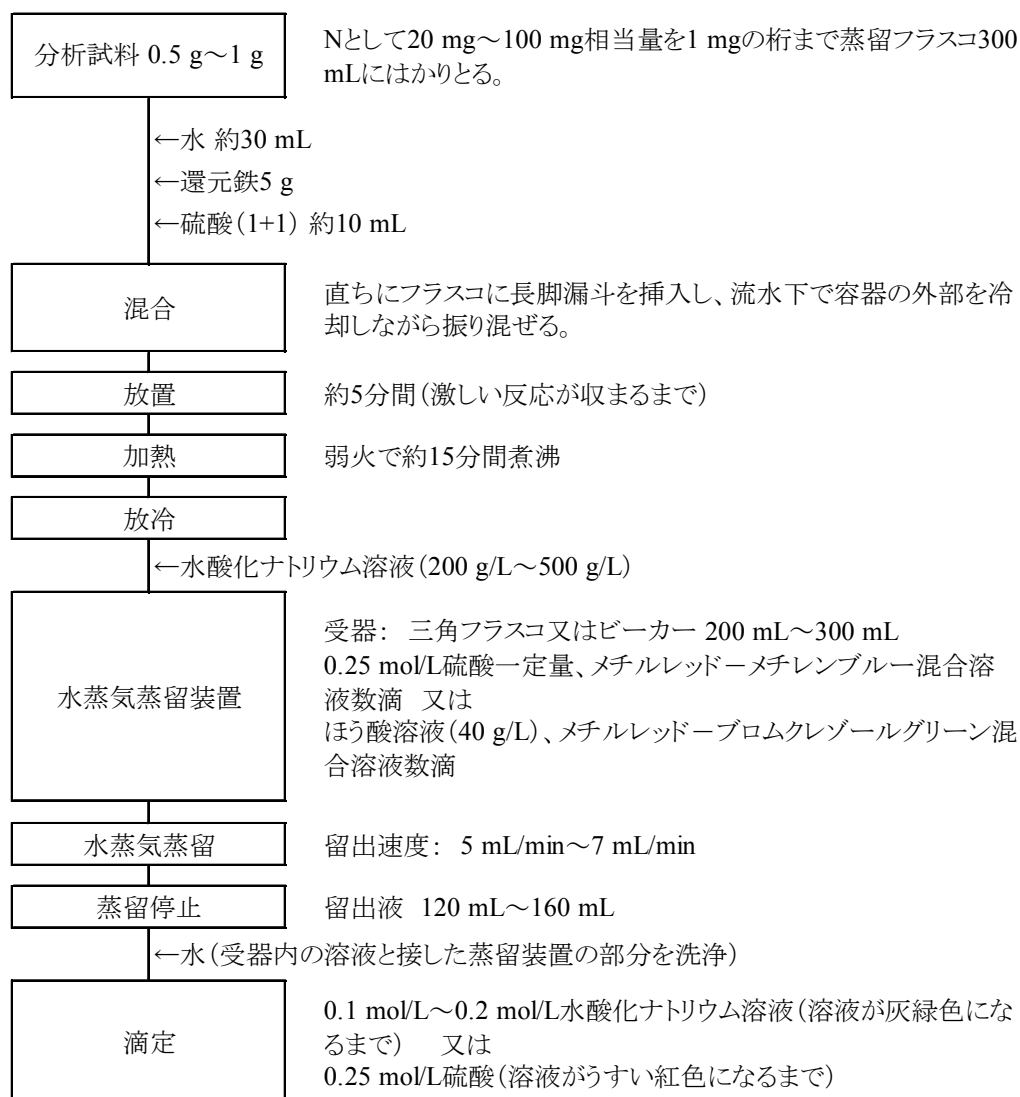 分析試料 0.5 g～1 g
Nとして20 mg～100 mg相当量を1 mgの桁まで蒸留フラスコ300
mLにはかりとる。
←水 約30 mL
←還元鉄5 g
←硫酸（1+1） 約10 mL
混合
直ちにフラスコに長脚漏斗を挿入し、流水下で容器の外部を冷
却しながら振り混ぜる。
放置
約5分間（激しい反応が収まるまで）
加熱
弱火で約15分間煮沸
放冷
←水酸化ナトリウム溶液（200 g/L～500 g/L）
水蒸気蒸留装置
受器： 三角フラスコ又はビーカー 200 mL～300 mL
0.25 mol/L硫酸一定量、メチルレッド－メチレンブルー混合溶
液数滴 又は
ほう酸溶液（40 g/L）、メチルレッド－ブロムクレゾールグリーン混
合溶液数滴
水蒸気蒸留
留出速度： 5 mL/min～7 mL/min
蒸留停止
留出液 120 mL～160 mL
←水（受器内の溶液と接した蒸留装置の部分を洗浄）
滴定
0.1 mol/L～0.2 mol/L水酸化ナトリウム溶液（溶液が灰緑色にな
るまで） 又は
0.25 mol/L硫酸（溶液がうすい紅色になるまで）